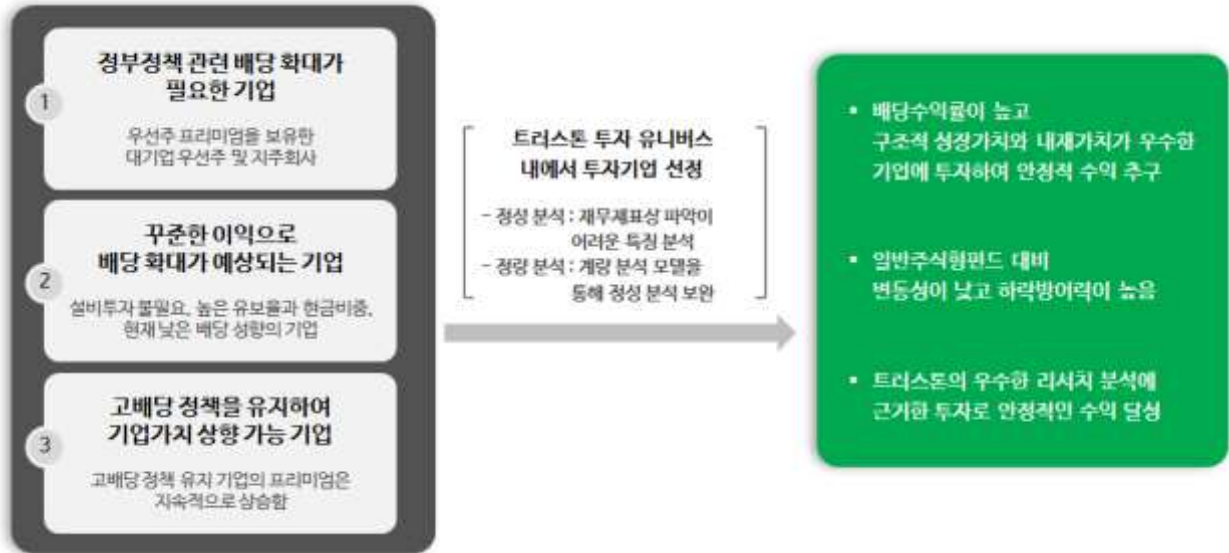 1
정부정책 관련 배당 확대가
필요한 기업
우선주 프리미엄을 보유한
대기업 우선주 및 지주회사
2
꾸준한 이익으로
배당 확대가 예상되는 기업
설비투자 불필요, 높은 유보율과 현금비중,
현재 낮은 배당 성향의 기업
3
고배당 정책을 유지하여
기업가치 상향 가능 기업
고배당 정책 유지 기업의 프리미엄은
지속적으로 상승함
트러스톤 투자 유니버스
내에서 투자기업 선정
- 정성 분석 : 재무제표상 파악이
어려운 특징 분석
- 정량 분석 : 계량 분석 모델을
통해 정성 분석 보완
▪ 배당수익률이 높고
구조적 성장가치와 내재가치가 우수한
기업에 투자하여 안정적 수익 추구
▪ 일반주식형펀드 대비
변동성이 낮고 하락방어력이 높음
▪ 트러스톤의 우수한 리서치 분석에
근거한 투자로 안정적인 수익 달성